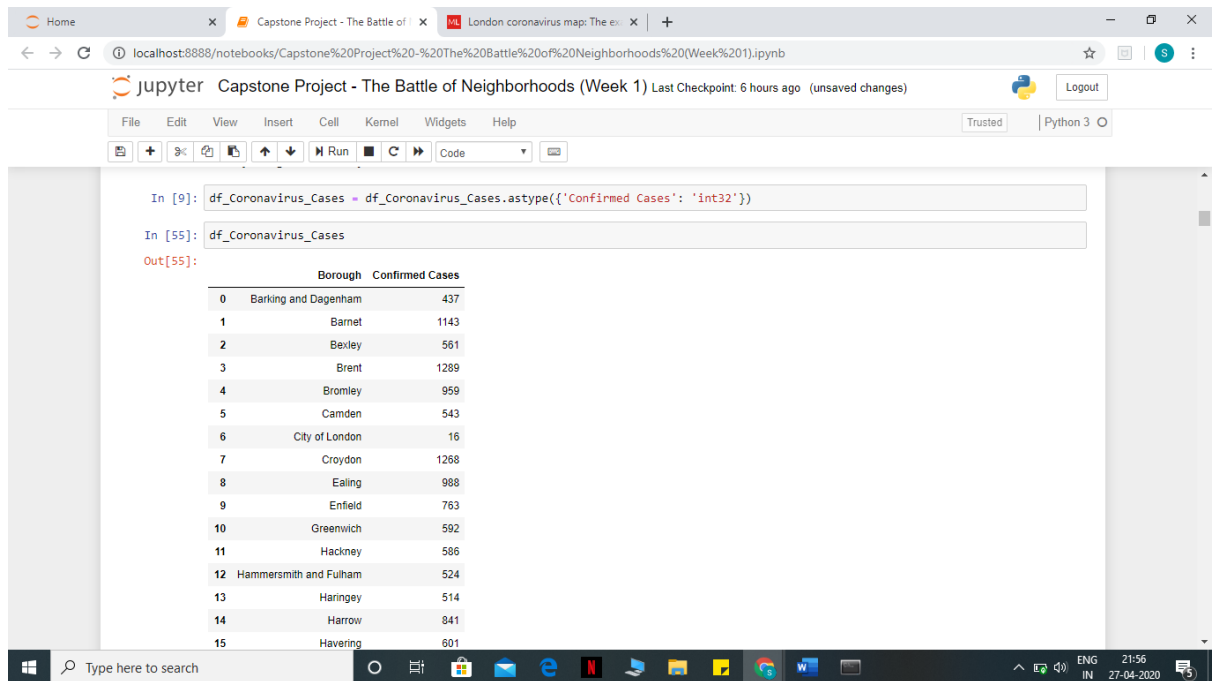 Home
Capstone Project - The Battle of
ML London coronavirus map: The ex
localhost:8888/notebooks/Capstone%20Project%20-%20The%20Battle%20of%20Neighborhoods%20(Week%201).ipynb
S
jupyter Capstone Project - The Battle of Neighborhoods (Week 1) Last Checkpoint: 6 hours ago (unsaved changes)
Logout
File Edit View Insert Cell Kernel Widgets Help
Trusted Python 3
Run Code
In [9]: df_Coronavirus_Cases = df_Coronavirus_Cases.astype({'Confirmed Cases': 'int32'})
In [55]: df_Coronavirus_Cases
Out[55]:
Borough Confirmed Cases
0 Barking and Dagenham 437
1 Barnet 1143
2 Bexley 561
3 Brent 1289
4 Bromley 959
5 Camden 543
6 City of London 16
7 Croydon 1268
8 Ealing 988
9 Enfield 763
10 Greenwich 592
11 Hackney 586
12 Hammersmith and Fulham 524
13 Haringey 514
14 Harrow 841
15 Havering 601
Type here to search
ENG 21:56
IN 27-04-2020
5